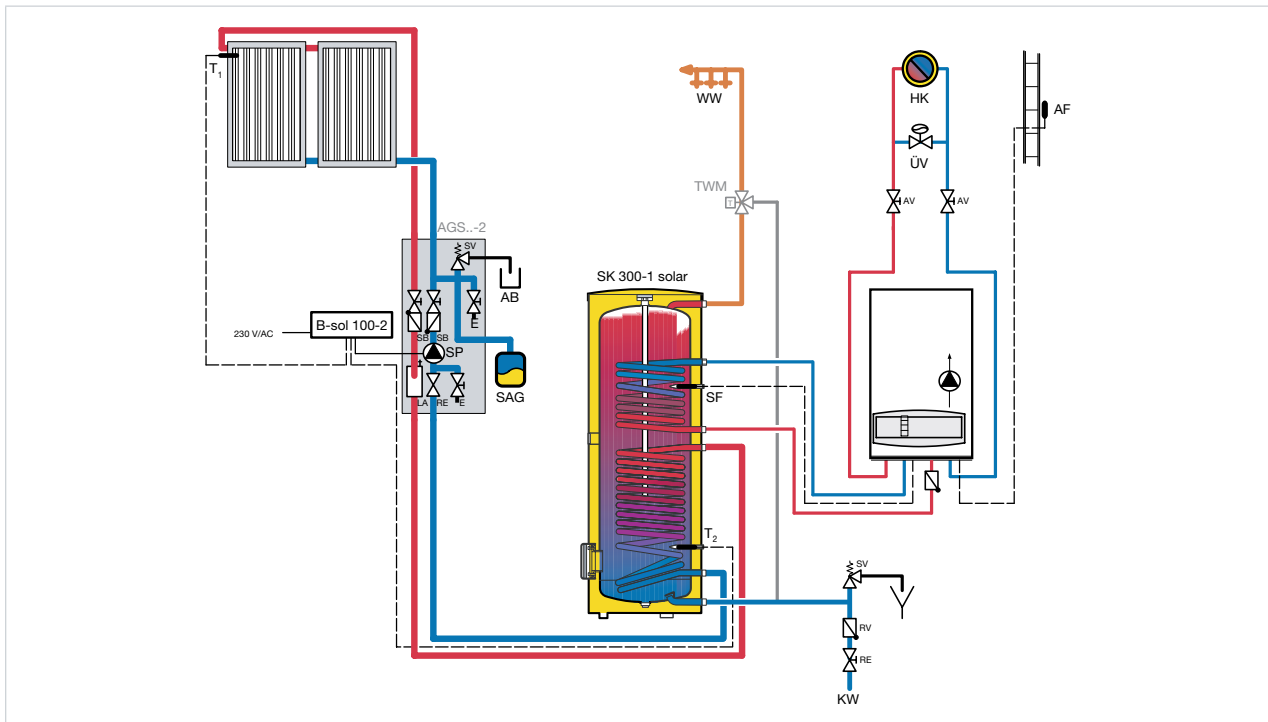 T1
WW
HK
AF
ÜV
TWM
T
AV
AV
AGS..-2
SV
AB
SK 300-1 solar
B-sol 100-2
230 V/AC
E
SB
SB
SP
SAG
SF
LA
RE
E
T2
SV
RV
RE
KW